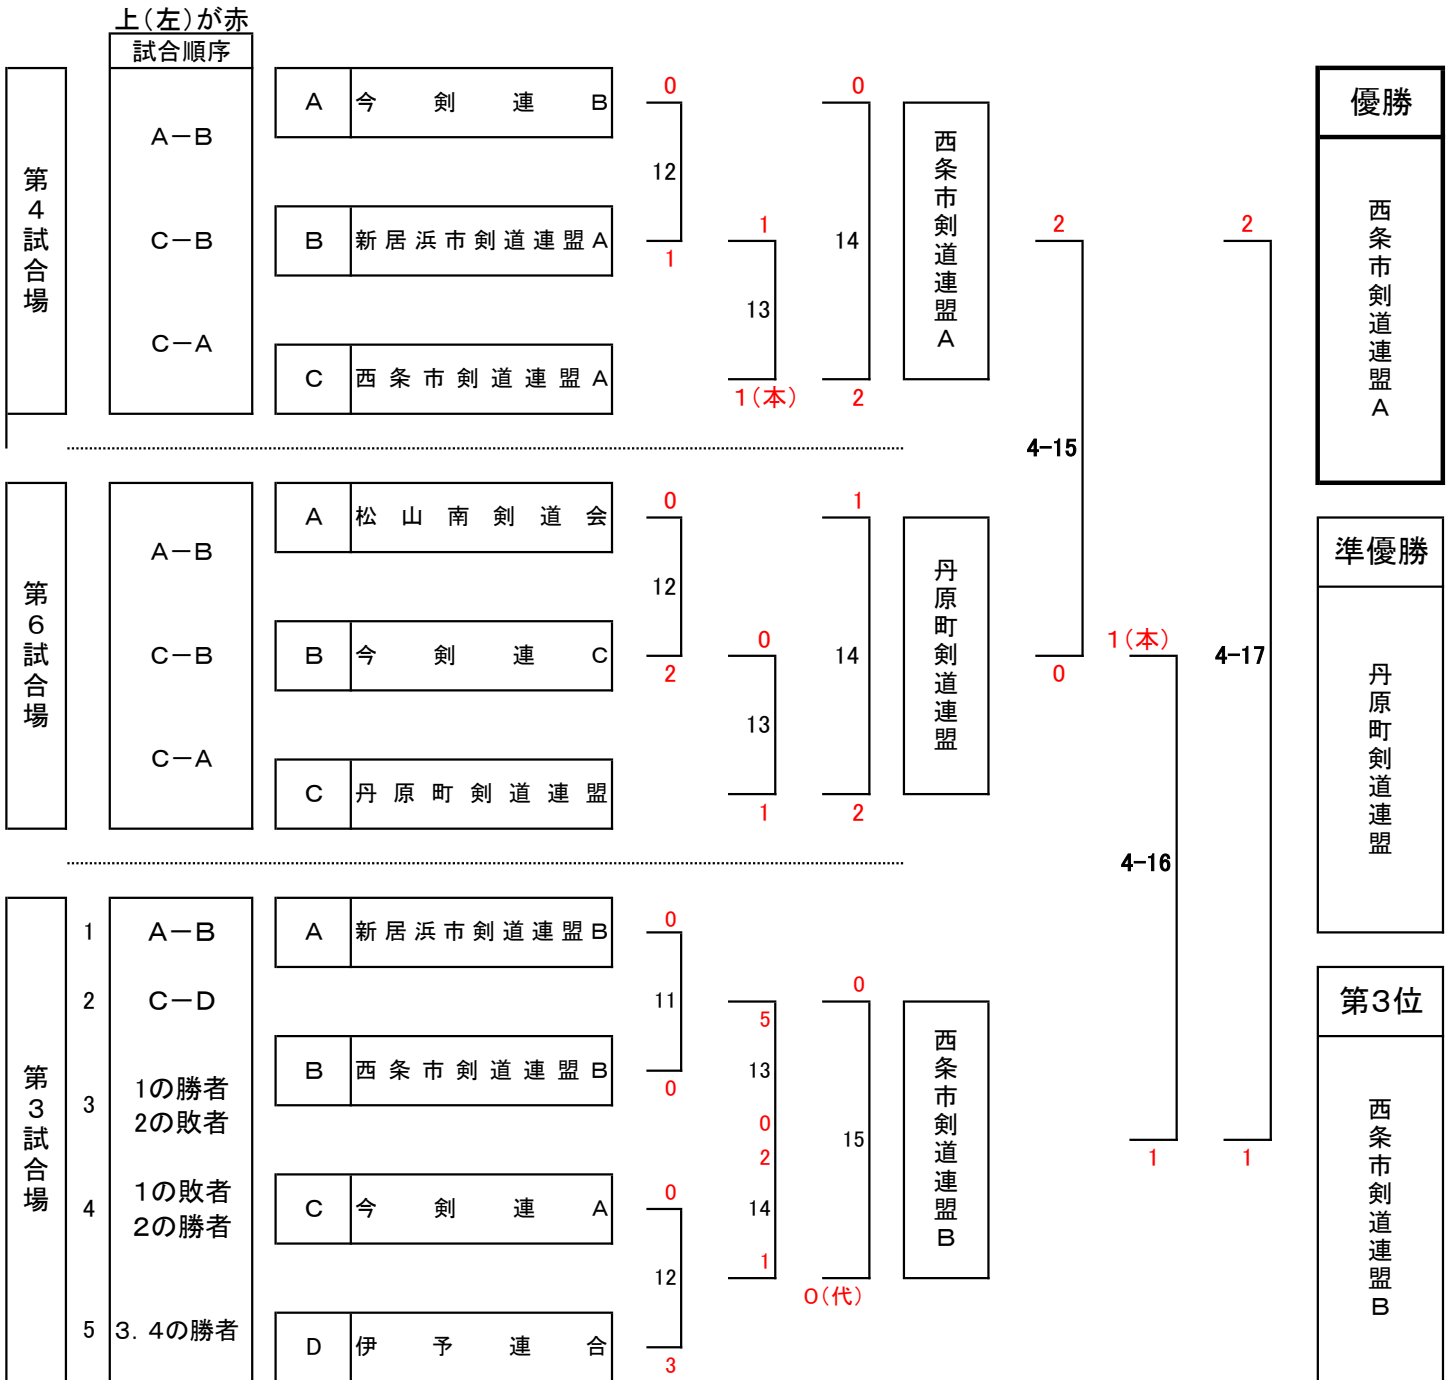 上(左)が赤
試合順序
第4試合場
A－B
C－B
C－A
A 今剣連B
B 新居浜市剣道連盟A
C 西条市剣道連盟A
0
12
1
1
13
1(本)
0
14
2
西条市剣道連盟A
第6試合場
A－B
C－B
C－A
A 松山南剣道会
B 今剣連C
C 丹原町剣道連盟
0
12
2
0
13
1
1
14
2
丹原町剣道連盟
第3試合場
1 A－B
2 C－D
3 1の勝者
2の敗者
4 1の敗者
2の勝者
5 3．4の勝者
A 新居浜市剣道連盟B
B 西条市剣道連盟B
C 今剣連A
D 伊予連合
0
11
0
0
12
3
5
13
0
2
14
1
0
15
0(代)
西条市剣道連盟B
2
4-15
0
1(本)
4-16
1
2
4-17
1
優勝
西条市剣道連盟A
準優勝
丹原町剣道連盟
第3位
西条市剣道連盟B